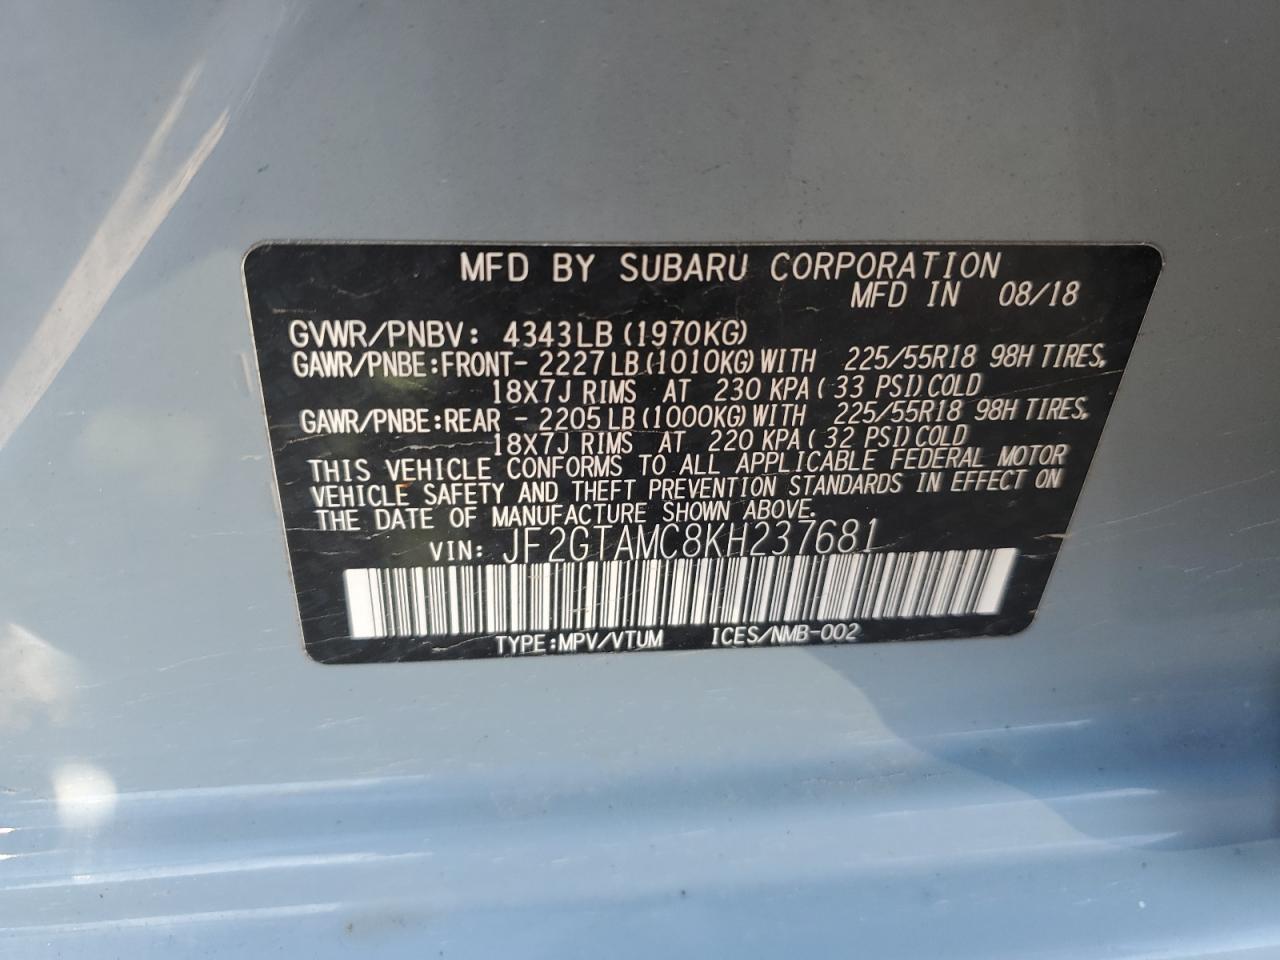 MFD BY SUBARU CORPORATION
MFD IN 08/18
GVWR/PNBV: 4343LB (1970KG)
GAWR/PNBE:FRONT- 2227LB(1010KG)WITH 225/55R18 98H TIRES,
18X7J RIMS AT 230 KPA( 33 PSI)COLD
GAWR/PNBE:REAR - 2205LB(1000KG)WITH 225/55R18 98H TIRES,
18X7J RIMS AT 220 KPA( 32 PSI)COLD
THIS VEHICLE CONFORMS TO ALL APPLICABLE FEDERAL MOTOR
VEHICLE SAFETY AND THEFT PREVENTION STANDARDS IN EFFECT ON
THE DATE OF MANUFACTURE SHOWN ABOVE.
VIN: JF2GTAMC8KH237681
TYPE:MPV/VTUM ICES/NMB-002